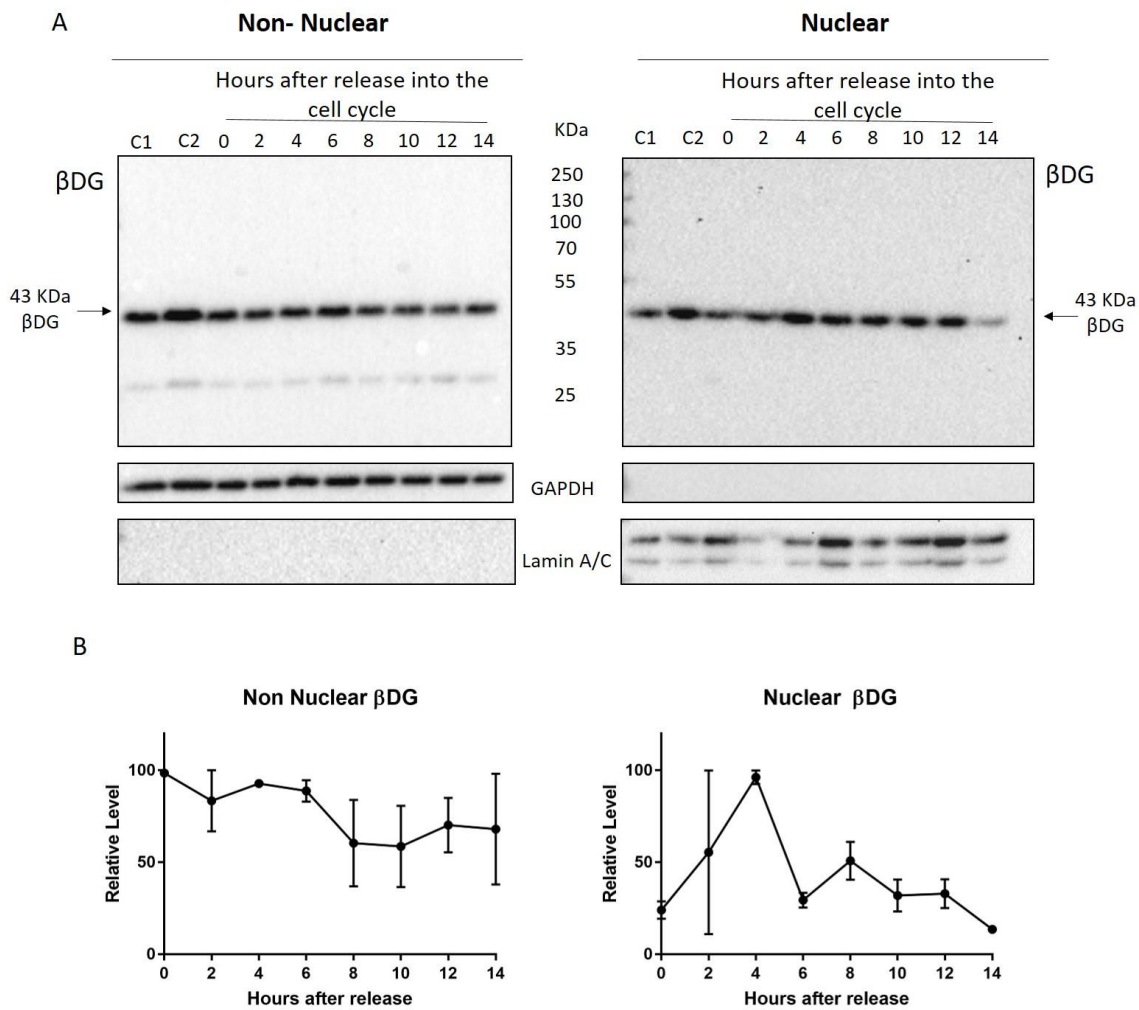 A
Non- Nuclear
Nuclear
Hours after release into the
cell cycle
Hours after release into the
cell cycle
C1 C2 0 2 4 6 8 10 12 14
KDa
C1 C2 0 2 4 6 8 10 12 14
βDG
250
130
100
70
55
35
25
βDG
43 KDa
βDG
43 KDa
βDG
GAPDH
Lamin A/C
B
Non Nuclear βDG
Relative Level
100
50
0
0 2 4 6 8 10 12 14
Hours after release
Nuclear βDG
Relative Level
100
50
0
0 2 4 6 8 10 12 14
Hours after release